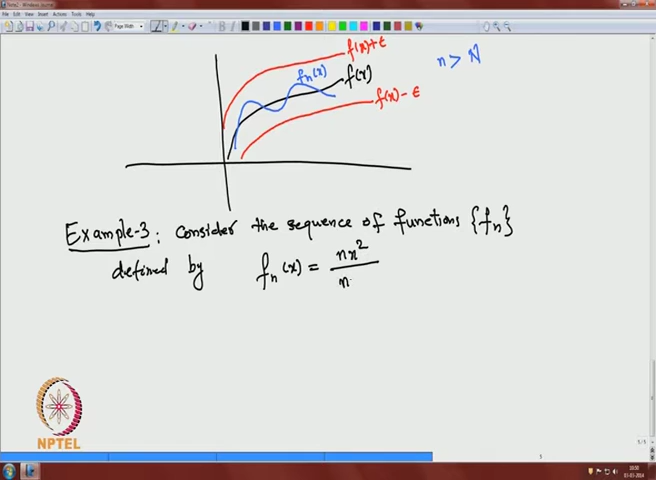 f(x)+ε
fn(x)
f(x)
n > N
f(x) - ε
Example-3: Consider the sequence of functions {fn}
defined by fn(x) = nx²
n
NPTEL